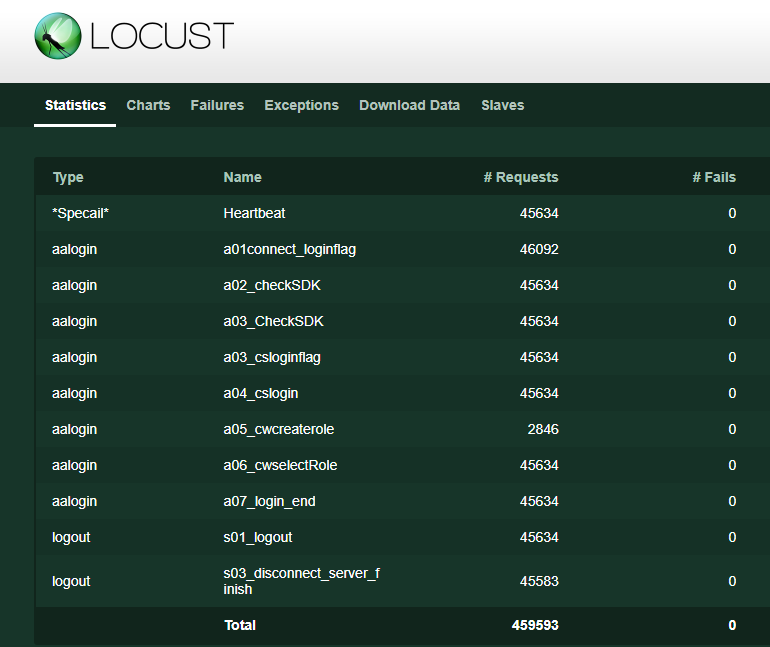 LOCUST
Statistics Charts Failures Exceptions Download Data Slaves
Type Name # Requests # Fails
*Specail* Heartbeat 45634 0
aalogin a01connect_loginflag 46092 0
aalogin a02_checkSDK 45634 0
aalogin a03_CheckSDK 45634 0
aalogin a03_csloginflag 45634 0
aalogin a04_cslogin 45634 0
aalogin a05_cwcreaterole 2846 0
aalogin a06_cwselectRole 45634 0
aalogin a07_login_end 45634 0
logout s01_logout 45634 0
logout s03_disconnect_server_f 45583 0
inish
Total 459593 0